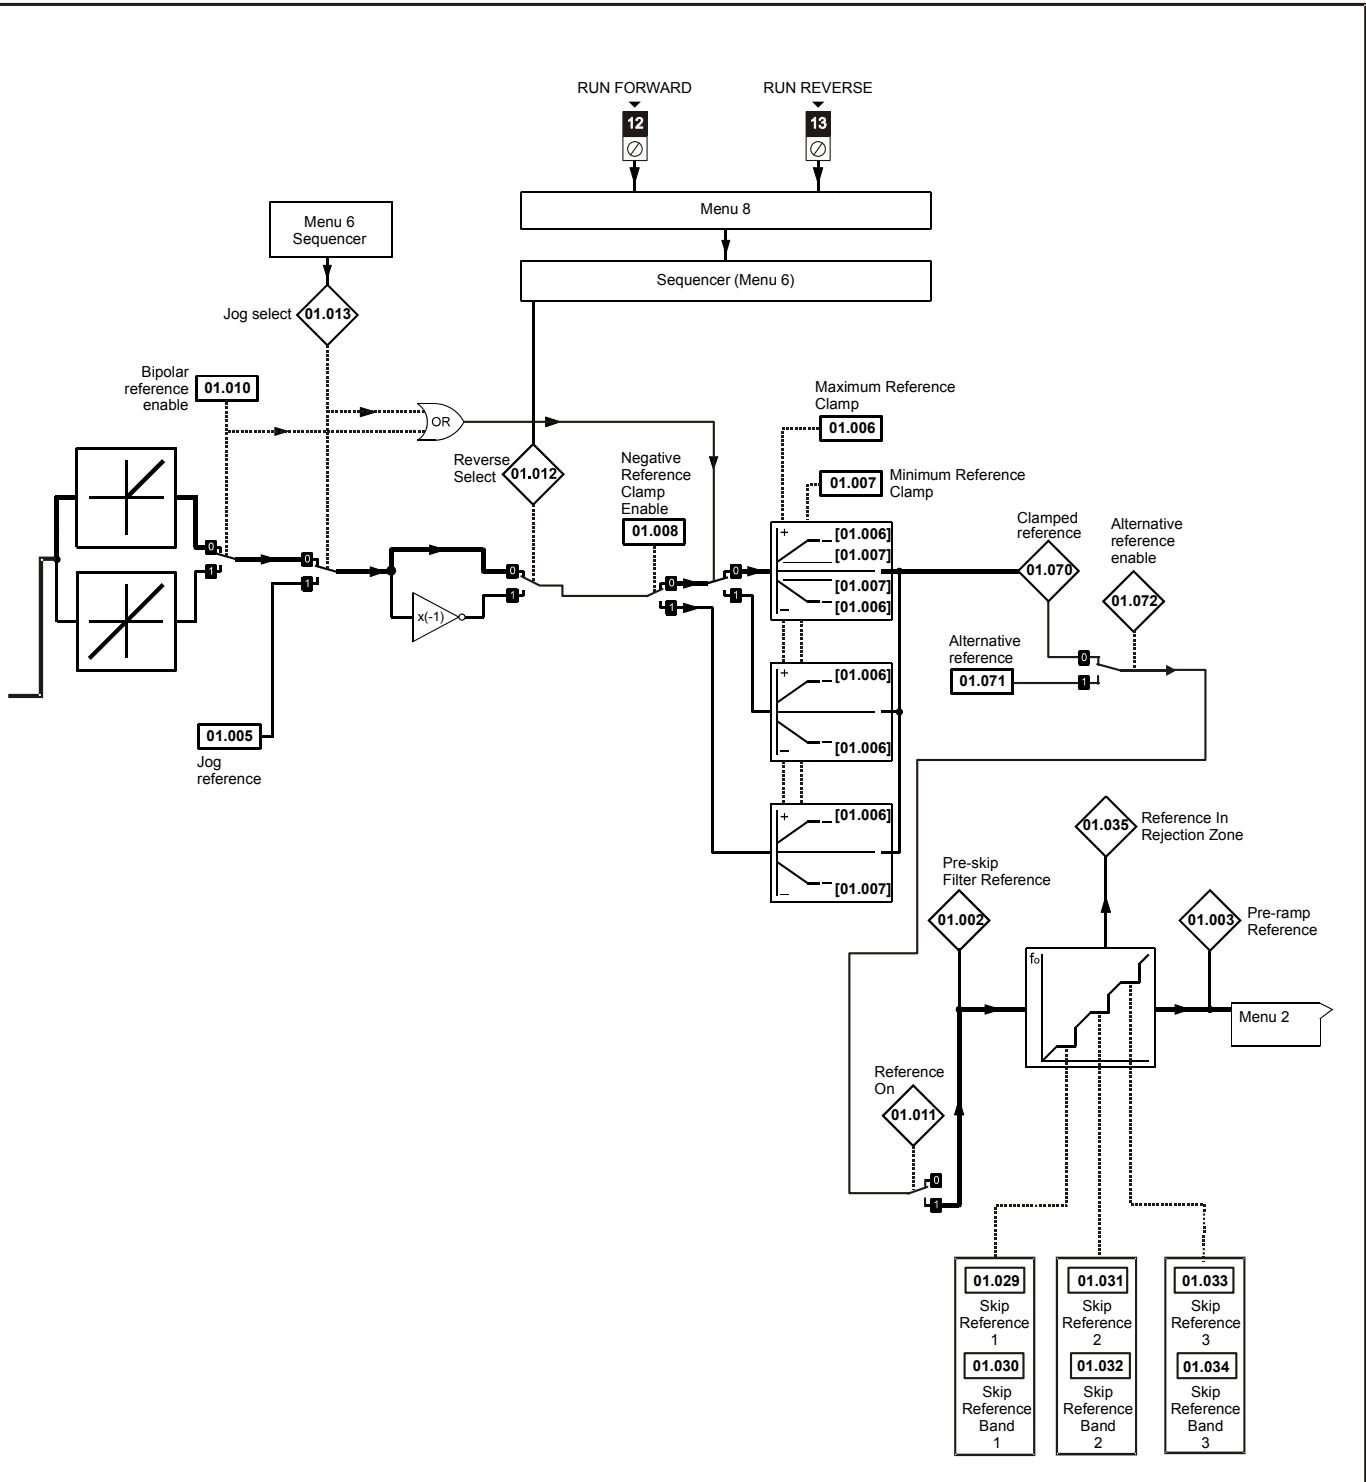 RUN FORWARD
RUN REVERSE
12
13
Menu 8
Sequencer (Menu 6)
Menu 6
Sequencer
Jog select
01.013
Bipolar
reference
enable
01.010
OR
Reverse
Select
01.012
Negative
Reference
Clamp
Enable
01.008
Maximum Reference
Clamp
01.006
01.007
Minimum Reference
Clamp
0
1
0
1
x(-1)
0
1
0
1
0
1
+
[01.006]
[01.007]
[01.007]
[01.006]
–
+
[01.006]
–
[01.006]
+
[01.006]
–
[01.007]
Clamped
reference
01.070
Alternative
reference
enable
01.072
Alternative
reference
01.071
0
1
01.005
Jog
reference
01.035
Reference In
Rejection Zone
Pre-skip
Filter Reference
01.002
01.003
Pre-ramp
Reference
fo
Menu 2
Reference
On
01.011
0
1
01.029
Skip
Reference
1
01.030
Skip
Reference
Band
1
01.031
Skip
Reference
2
01.032
Skip
Reference
Band
2
01.033
Skip
Reference
3
01.034
Skip
Reference
Band
3